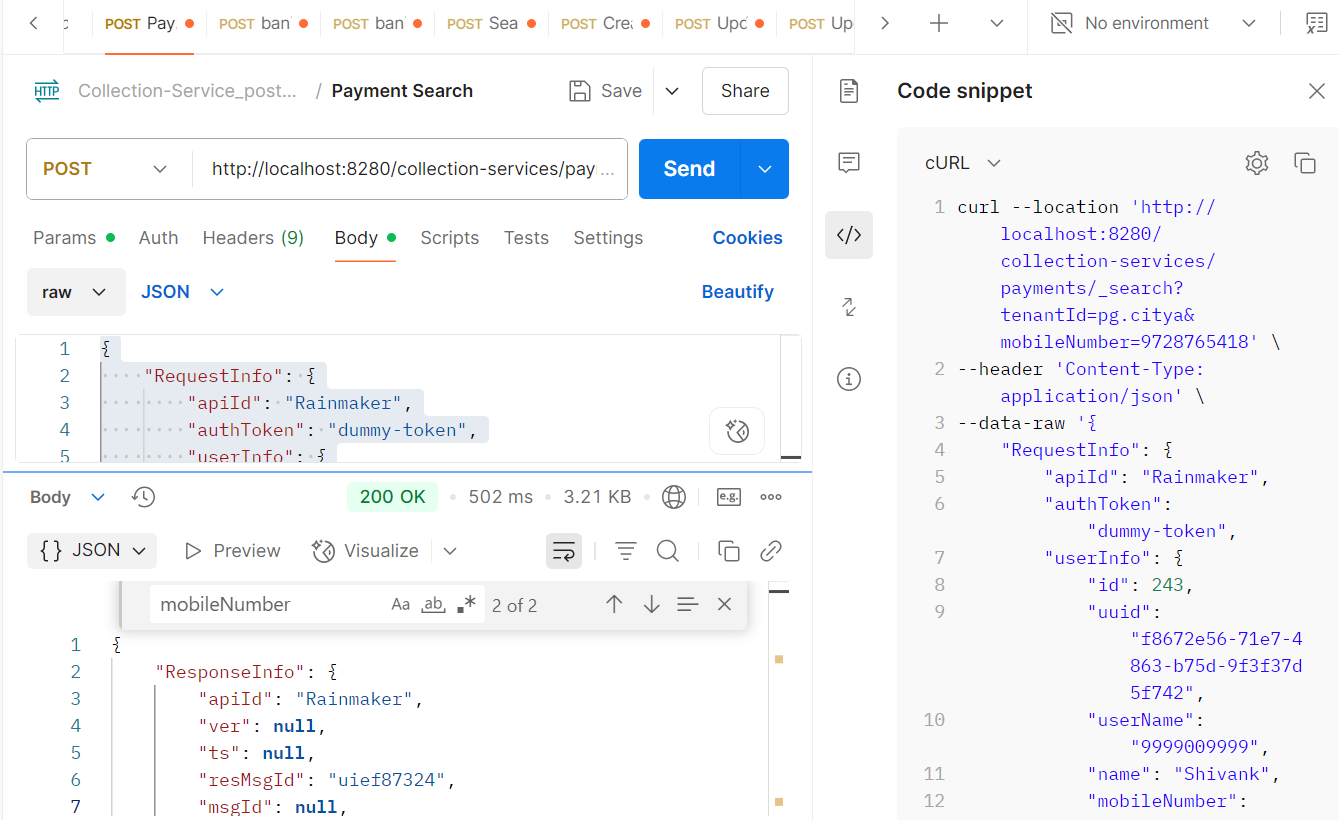 POST Pay
POST ban
POST ban
POST Sea
POST Cre
POST Upd
POST Up
No environment
HTTP
Collection-Service_post... / Payment Search
Save
Share
POST
http://localhost:8280/collection-services/pay...
Send
Params
Auth
Headers (9)
Body
Scripts
Tests
Settings
Cookies
raw
JSON
Beautify
1 {
2 "RequestInfo": {
3 "apiId": "Rainmaker",
4 "authToken": "dummy-token",
5 "userInfo": {
Body
200 OK
502 ms
3.21 KB
e.g.
{} JSON
Preview
Visualize
mobileNumber
Aa
ab
.*
2 of 2
1 {
2 "ResponseInfo": {
3 "apiId": "Rainmaker",
4 "ver": null,
5 "ts": null,
6 "resMsgId": "uief87324",
7 "msgId": null,
Code snippet
cURL
1 curl --location 'http://
localhost:8280/
collection-services/
payments/_search?
tenantId=pg.citya&
mobileNumber=9728765418' \
2 --header 'Content-Type:
application/json' \
3 --data-raw '{
4 "RequestInfo": {
5 "apiId": "Rainmaker",
6 "authToken":
"dummy-token",
7 "userInfo": {
8 "id": 243,
9 "uuid":
"f8672e56-71e7-4
863-b75d-9f3f37d
5f742",
10 "userName":
"9999009999",
11 "name": "Shivank",
12 "mobileNumber":